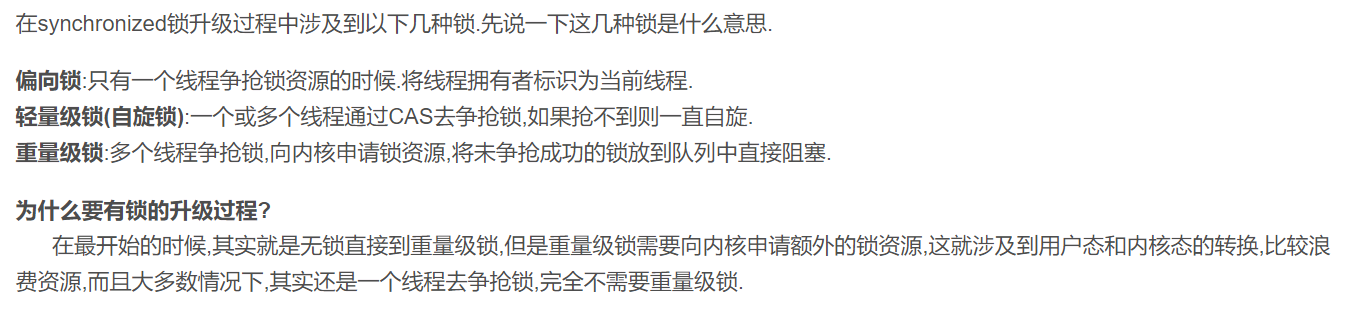 在synchronized锁升级过程中涉及到以下几种锁.先说一下这几种锁是什么意思.
偏向锁:只有一个线程争抢锁资源的时候.将线程拥有者标识为当前线程.
轻量级锁(自旋锁):一个或多个线程通过CAS去争抢锁,如果抢不到则一直自旋.
重量级锁:多个线程争抢锁,向内核申请锁资源,将未争抢成功的锁放到队列中直接阻塞.
为什么要有锁的升级过程?
在最开始的时候,其实就是无锁直接到重量级锁,但是重量级锁需要向内核申请额外的锁资源,这就涉及到用户态和内核态的转换,比较浪
费资源,而且大多数情况下,其实还是一个线程去争抢锁,完全不需要重量级锁.